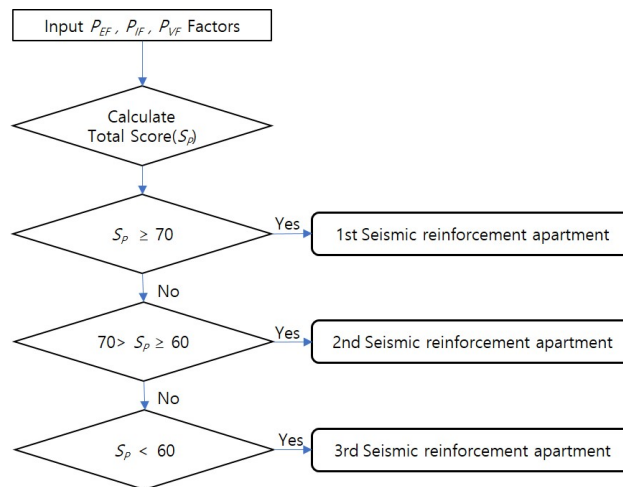 Input P_EF , P_IF , P_VF Factors
Calculate
Total Score(S_p)
S_p ≥ 70
Yes
1st Seismic reinforcement apartment
No
70> S_p ≥ 60
Yes
2nd Seismic reinforcement apartment
No
S_p < 60
Yes
3rd Seismic reinforcement apartment